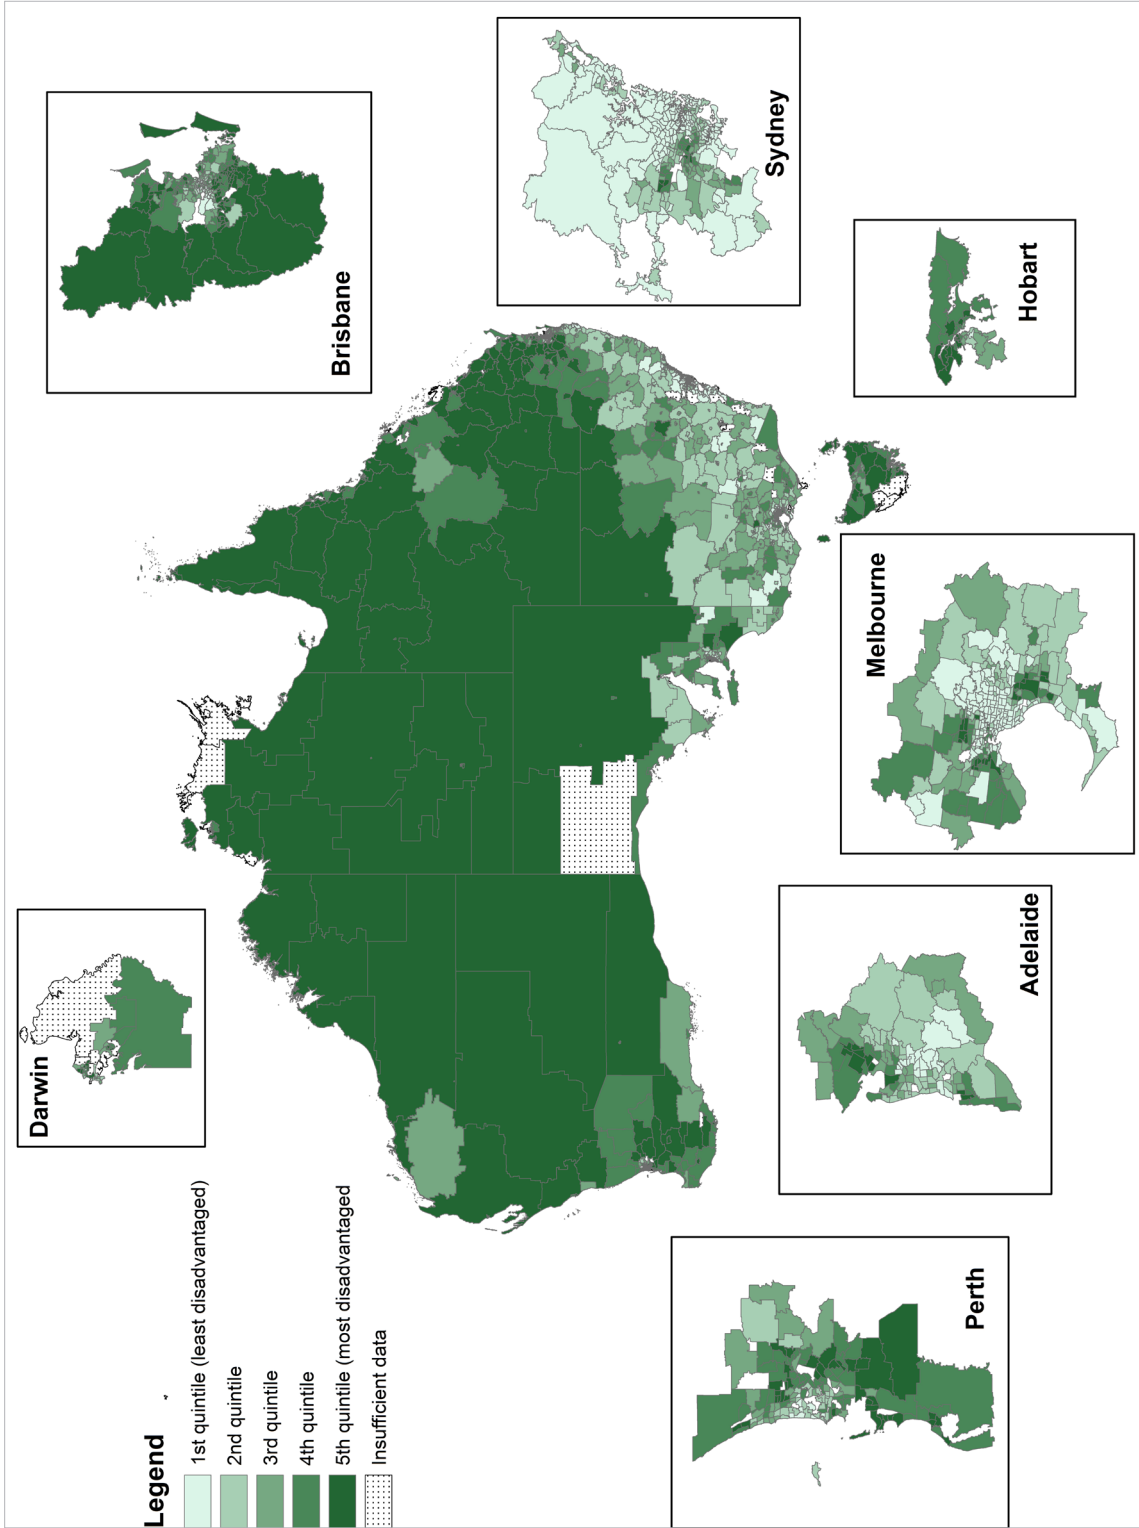 Darwin
Brisbane
Sydney
Hobart
Melbourne
Adelaide
Perth
Legend
1st quintile (least disadvantaged)
2nd quintile
3rd quintile
4th quintile
5th quintile (most disadvantaged
Insufficient data